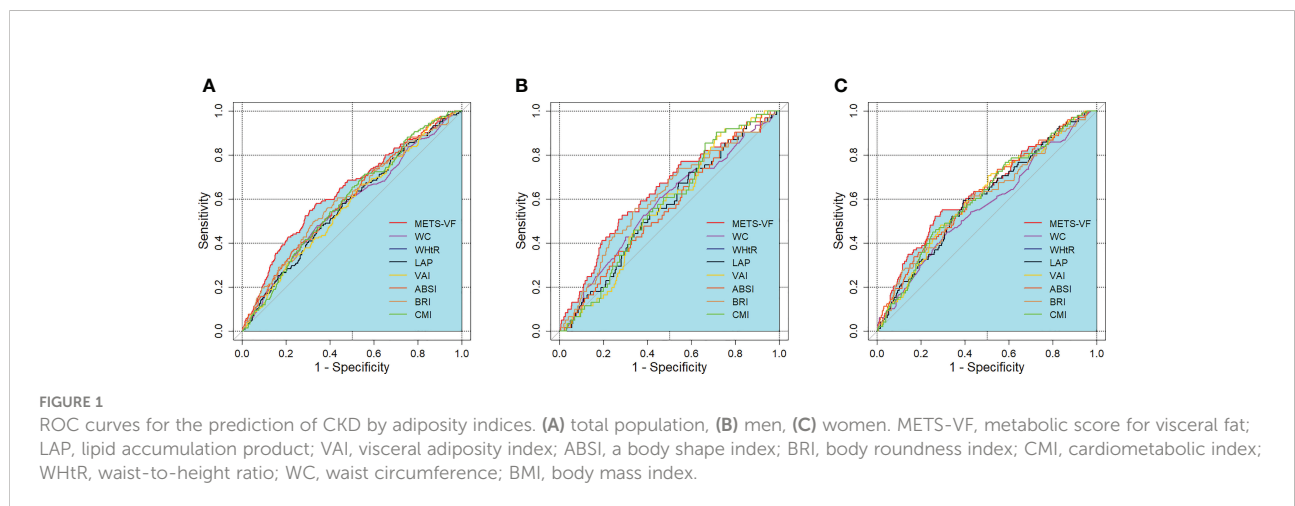 A
B
C
Sensitivity
0.0 0.2 0.4 0.6 0.8 1.0
METS-VF
WC
WHtR
LAP
VAI
ABSI
BRI
CMI
0.0 0.2 0.4 0.6 0.8 1.0
1 - Specificity
Sensitivity
0.0 0.2 0.4 0.6 0.8 1.0
METS-VF
WC
WHtR
LAP
VAI
ABSI
BRI
CMI
0.0 0.2 0.4 0.6 0.8 1.0
1 - Specificity
Sensitivity
0.0 0.2 0.4 0.6 0.8 1.0
METS-VF
WC
WHtR
LAP
VAI
ABSI
BRI
CMI
0.0 0.2 0.4 0.6 0.8 1.0
1 - Specificity
FIGURE 1
ROC curves for the prediction of CKD by adiposity indices. (A) total population, (B) men, (C) women. METS-VF, metabolic score for visceral fat;
LAP, lipid accumulation product; VAI, visceral adiposity index; ABSI, a body shape index; BRI, body roundness index; CMI, cardiometabolic index;
WHtR, waist-to-height ratio; WC, waist circumference; BMI, body mass index.